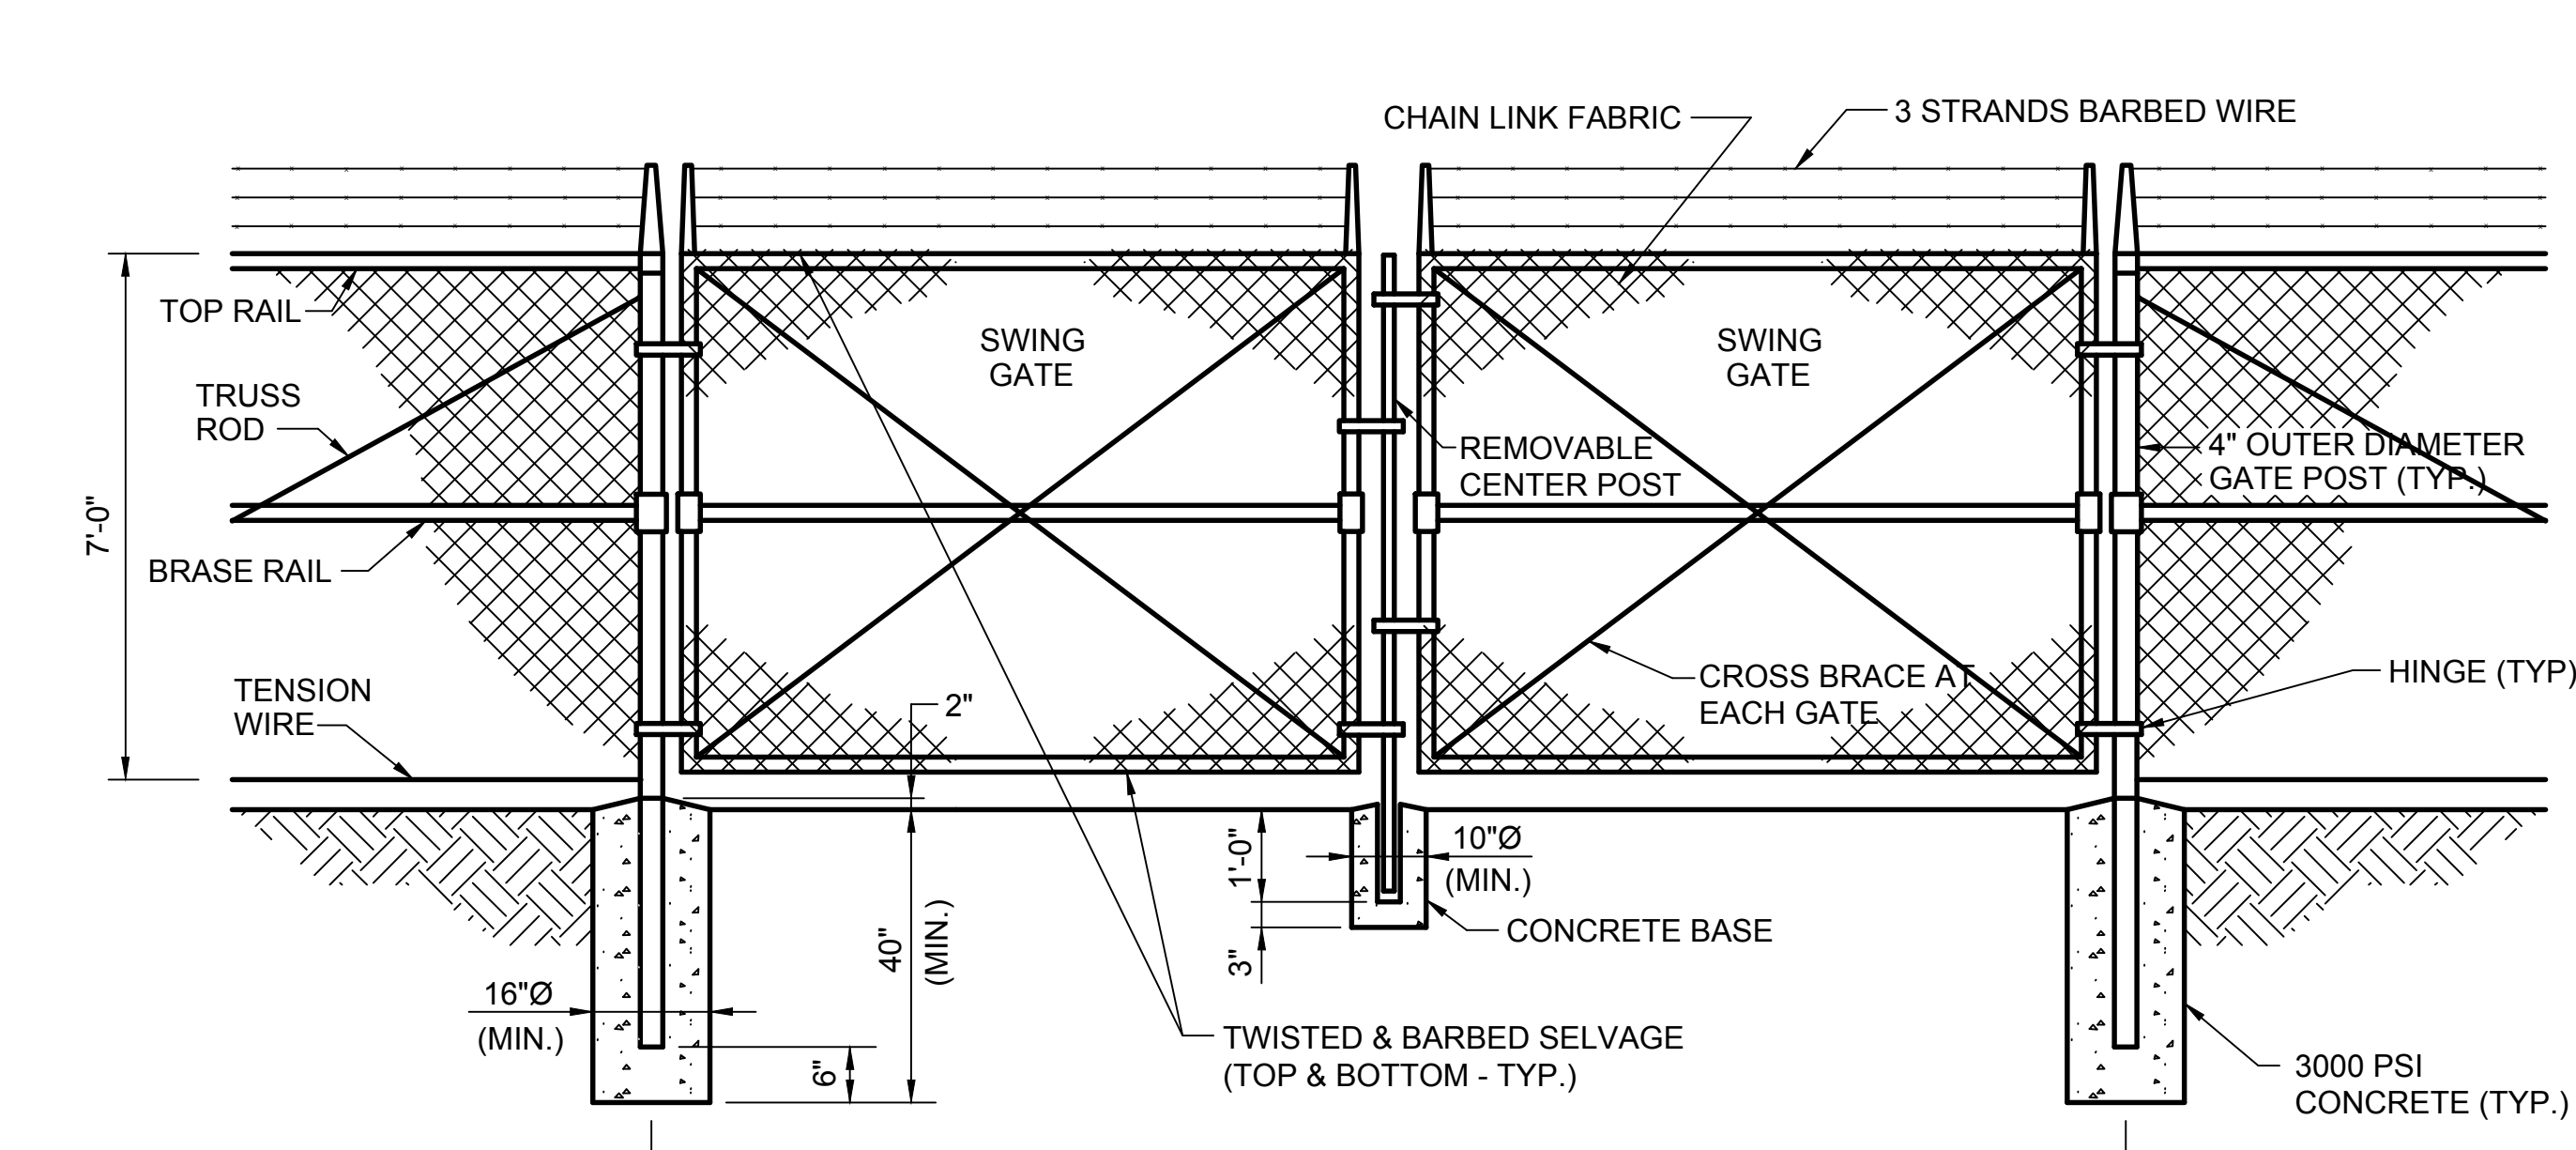 CHAIN LINK FABRIC
3 STRANDS BARBED WIRE
TOP RAIL
SWING
GATE
SWING
GATE
TRUSS
ROD
REMOVABLE
CENTER POST
4" OUTER DIAMETER
GATE POST (TYP.)
7'-0"
BRASE RAIL
TENSION
WIRE
2"
CROSS BRACE AT
EACH GATE
HINGE (TYP)
1'-0"
10"Ø
(MIN.)
40"
(MIN.)
CONCRETE BASE
3"
16"Ø
(MIN.)
6"
TWISTED & BARBED SELVAGE
(TOP & BOTTOM - TYP.)
3000 PSI
CONCRETE (TYP.)